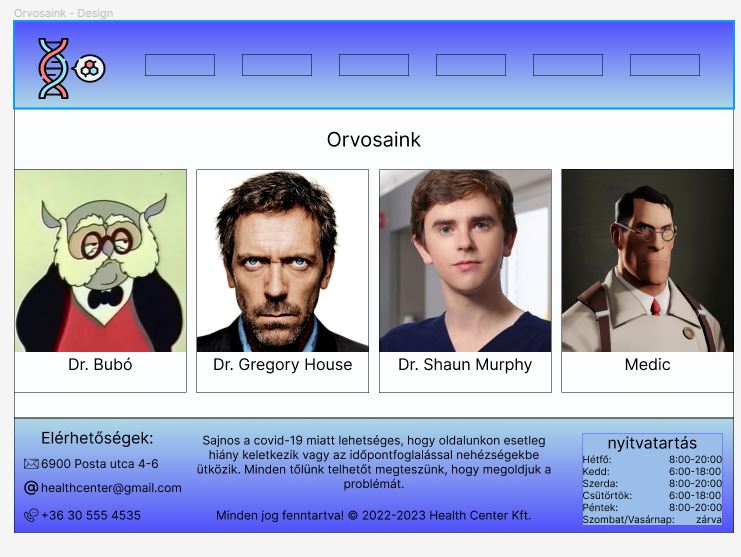 Orvosaink - Design
Orvosaink
Dr. Bubó
Dr. Gregory House
Dr. Shaun Murphy
Medic
Elérhetőségek:
6900 Posta utca 4-6
healthcenter@gmail.com
+36 30 555 4535
Sajnos a covid-19 miatt lehetséges, hogy oldalunkon esetleg
hiány keletkezik vagy az időpontfoglalással nehézségekbe
ütközik. Minden tőlünk telhetőt megteszünk, hogy megoldjuk a
problémát.
Minden jog fenntartva! © 2022-2023 Health Center Kft.
nyitvatartás
Hétfő: 8:00-20:00
Kedd: 6:00-18:00
Szerda: 8:00-20:00
Csütörtök: 6:00-18:00
Péntek: 8:00-20:00
Szombat/Vasárnap: zárva